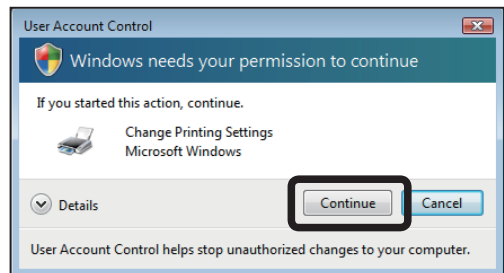 User Account Control
Windows needs your permission to continue
If you started this action, continue.
Change Printing Settings
Microsoft Windows
Details
Continue
Cancel
User Account Control helps stop unauthorized changes to your computer.